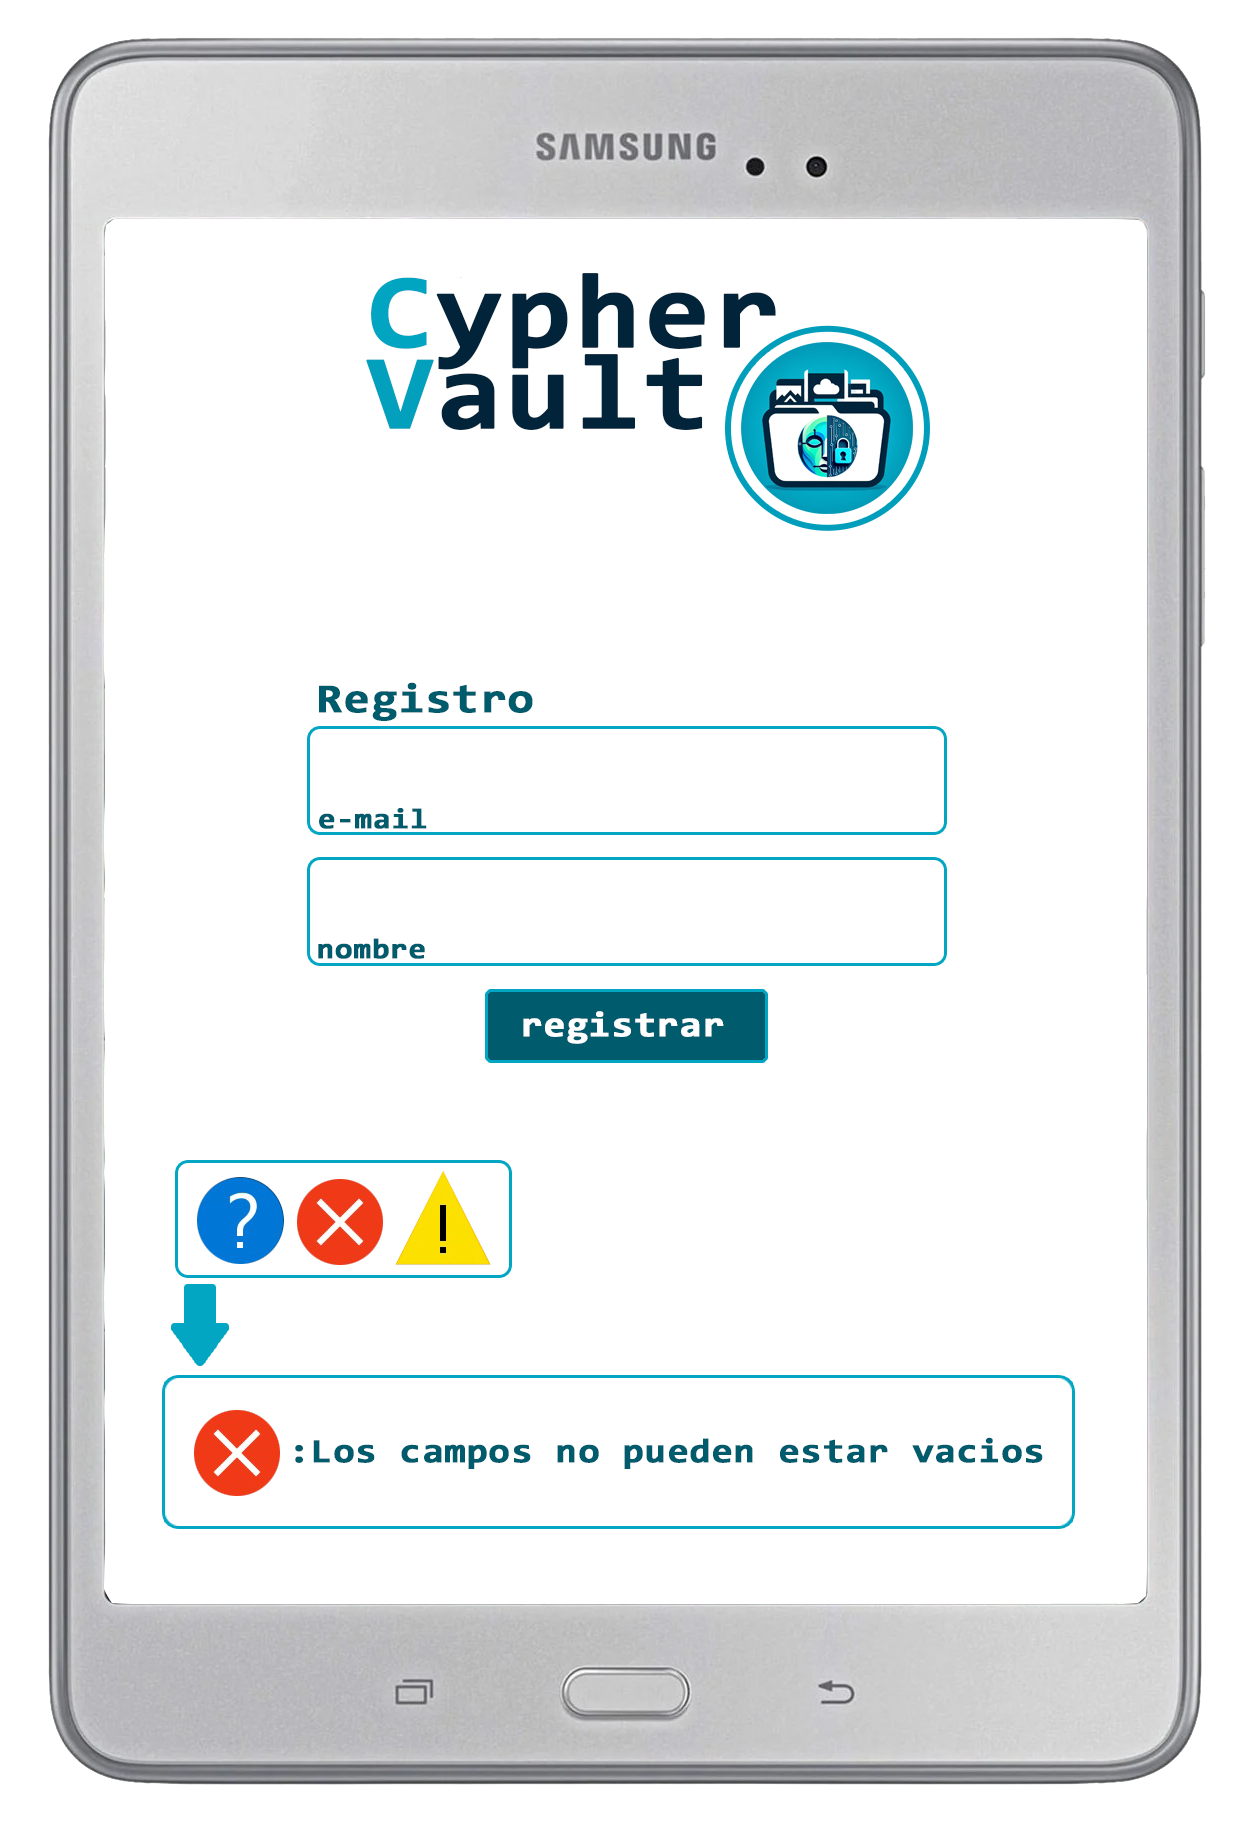 SAMSUNG
Cypher
Vault
Registro
e-mail
nombre
registrar
?
!
:Los campos no pueden estar vacios